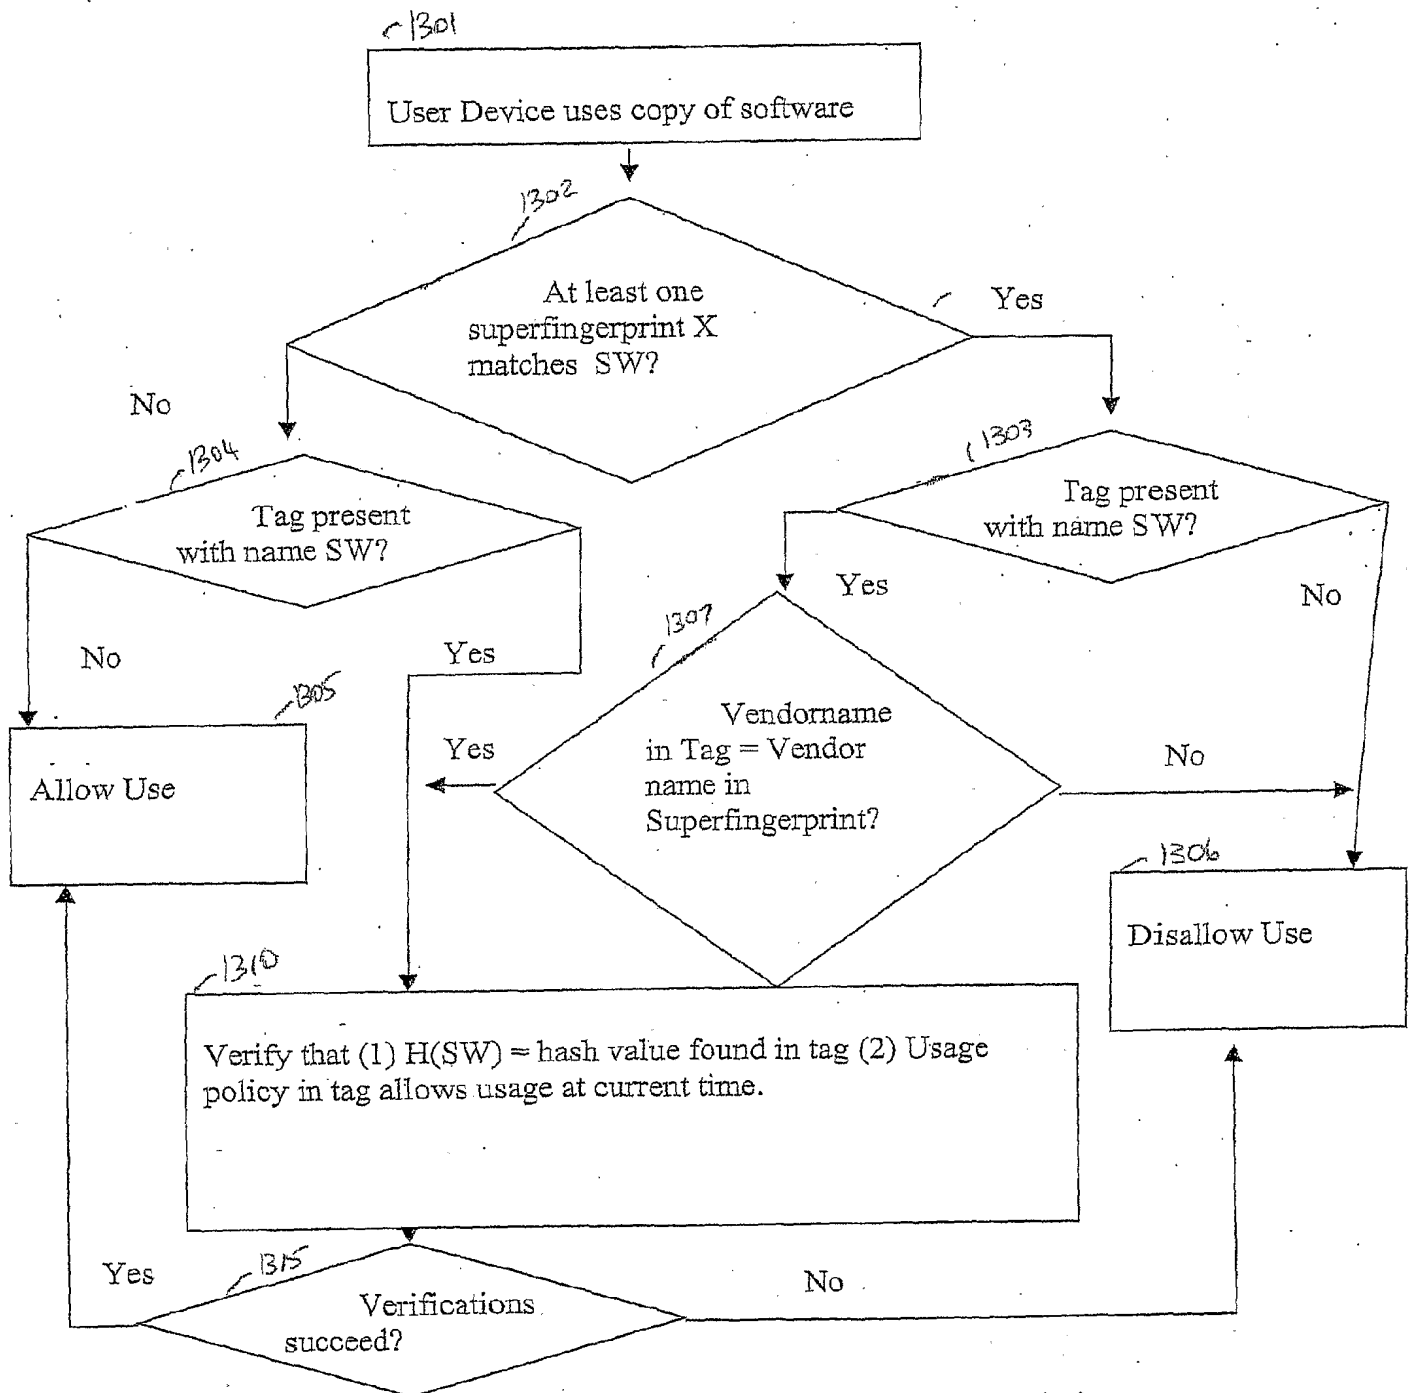 1301
User Device uses copy of software
1302
At least one
superfingerprint X
matches SW?
Yes
No
1304
Tag present
with name SW?
1303
Tag present
with name SW?
No
Yes
Yes
No
1305
Allow Use
1307
Vendorname
in Tag = Vendor
name in
Superfingerprint?
Yes
No
1306
Disallow Use
1310
Verify that (1) H(SW) = hash value found in tag (2) Usage
policy in tag allows usage at current time.
1315
Verifications
succeed?
Yes
No